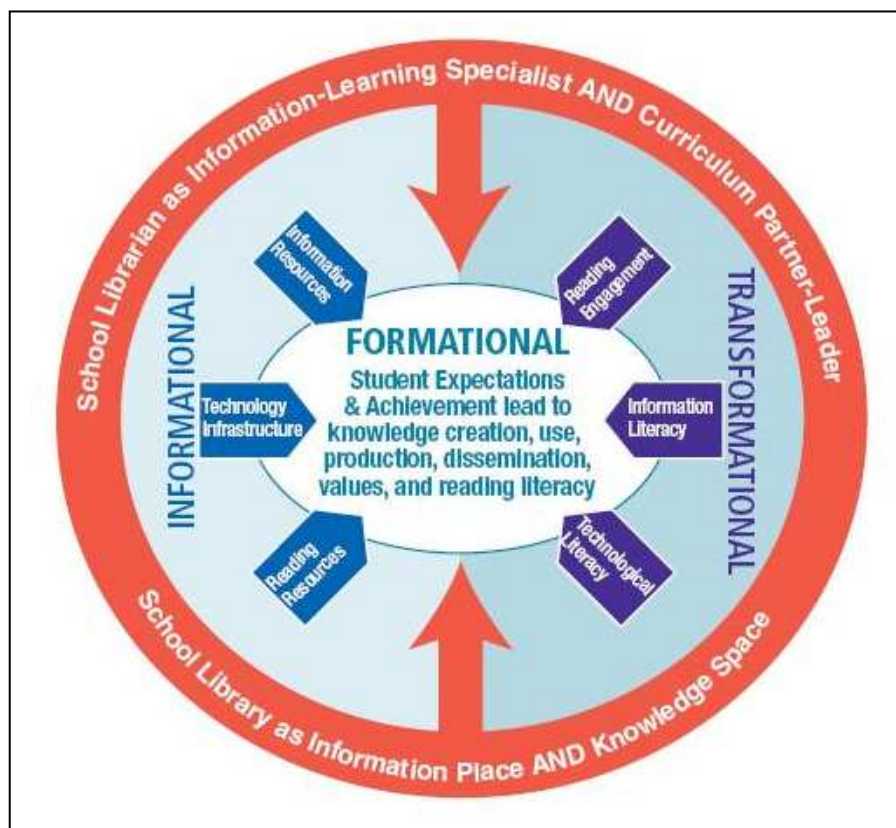 School Librarian as Information-Learning Specialist AND Curriculum Partner-Leader
INFORMATIONAL
Information
Resources
Technology
Infrastructure
Reading
Resources
FORMATIONAL
Student Expectations
& Achievement lead to
knowledge creation, use,
production, dissemination,
values, and reading literacy
Reading
Engagement
Information
Literacy
Technological
Literacy
TRANSFORMATIONAL
School Library as Information Place AND Knowledge Space